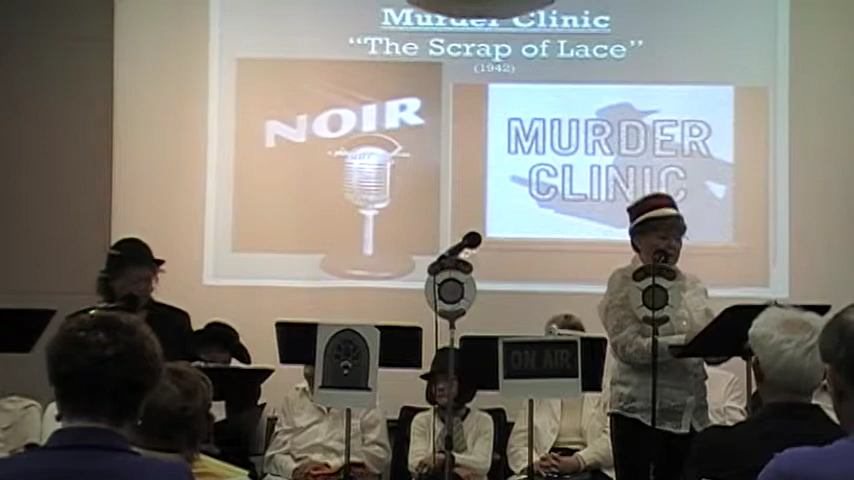 Murder Clinic
“The Scrap of Lace”
(1942)
NOIR
MURDER
CLINIC
ON AIR